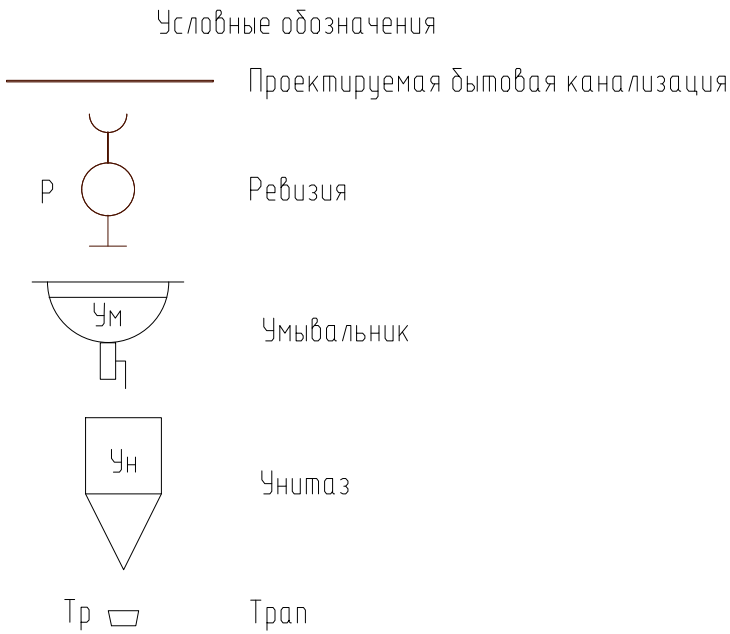 Условные обозначения
Проектируемая бытовая канализация
Р Ревизия
Ум Умывальник
Ун Унитаз
Тр Трап